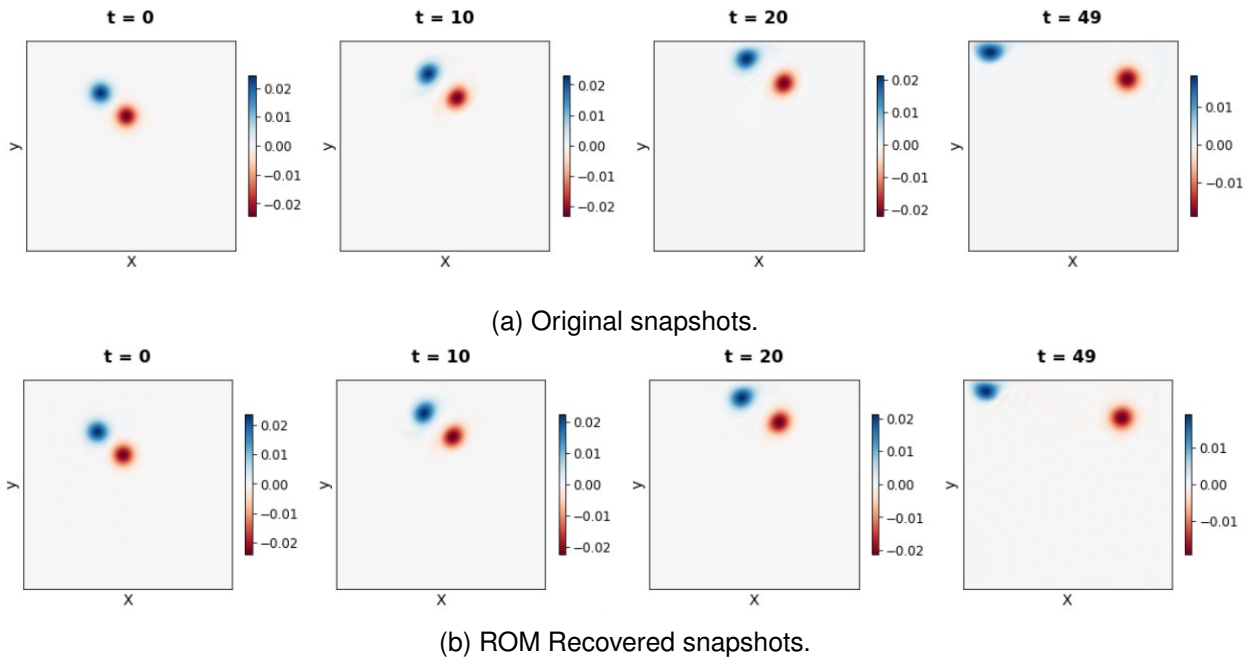 t = 0 t = 10 t = 20 t = 49
y 0.02 0.01 0.00 −0.01 −0.02 y 0.02 0.01 0.00 −0.01 −0.02 y 0.02 0.01 0.00 −0.01 −0.02 y 0.01 0.00 −0.01
X X X X
(a) Original snapshots.
t = 0 t = 10 t = 20 t = 49
y 0.02 0.01 0.00 −0.01 −0.02 y 0.02 0.01 0.00 −0.01 −0.02 y 0.02 0.01 0.00 −0.01 −0.02 y 0.01 0.00 −0.01
X X X X
(b) ROM Recovered snapshots.